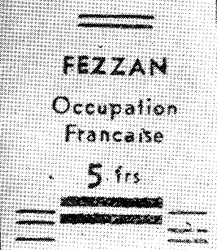 FEZZAN
Occupation
Francaise
5 frs